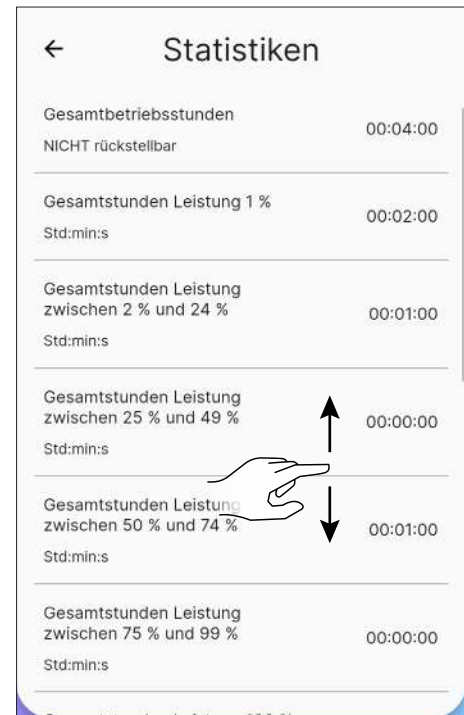 Statistiken
Gesamtbetriebsstunden
NICHT rückstellbar
00:04:00
Gesamtstunden Leistung 1 %
Std:min:s
00:02:00
Gesamtstunden Leistung
zwischen 2 % und 24 %
Std:min:s
00:01:00
Gesamtstunden Leistung
zwischen 25 % und 49 %
Std:min:s
00:00:00
Gesamtstunden Leistung
zwischen 50 % und 74 %
Std:min:s
00:01:00
Gesamtstunden Leistung
zwischen 75 % und 99 %
Std:min:s
00:00:00